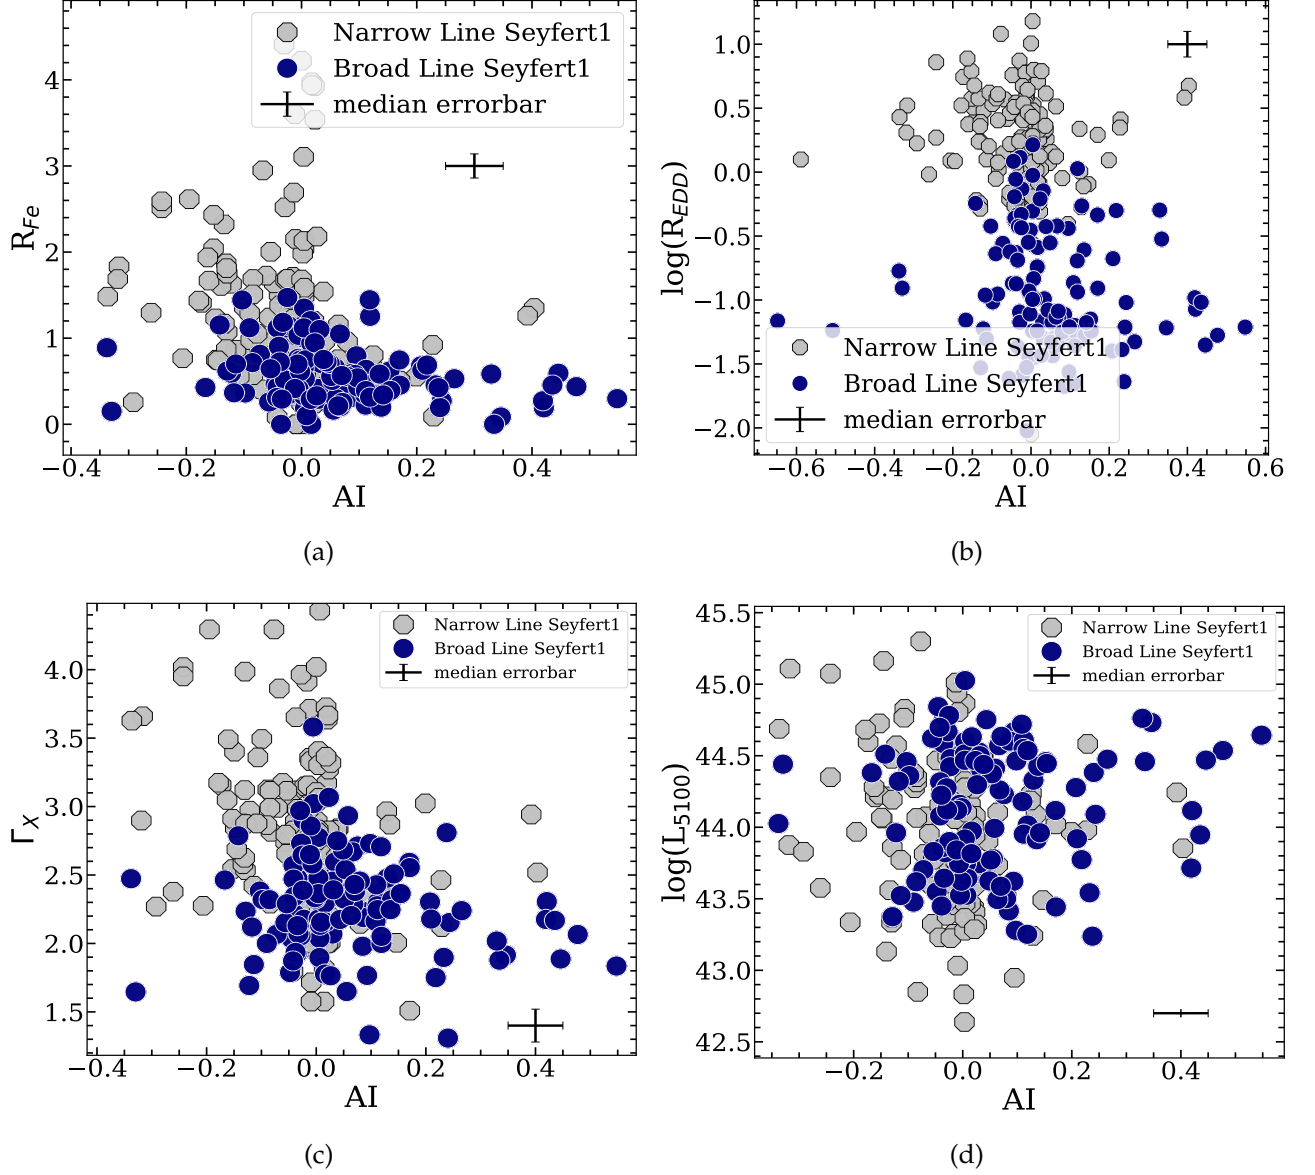 Narrow Line Seyfert1
Broad Line Seyfert1
median errorbar
4
3
2
1
0
R_Fe
−0.4 −0.2 0.0 0.2 0.4
AI
(a)
1.0
0.5
0.0
−0.5
−1.0
−1.5
−2.0
log(R_EDD)
Narrow Line Seyfert1
Broad Line Seyfert1
median errorbar
−0.6 −0.4 −0.2 0.0 0.2 0.4 0.6
AI
(b)
Narrow Line Seyfert1
Broad Line Seyfert1
median errorbar
4.0
3.5
3.0
2.5
2.0
1.5
Γ_X
−0.4 −0.2 0.0 0.2 0.4
AI
(c)
Narrow Line Seyfert1
Broad Line Seyfert1
median errorbar
45.5
45.0
44.5
44.0
43.5
43.0
42.5
log(L_5100)
−0.2 0.0 0.2 0.4
AI
(d)